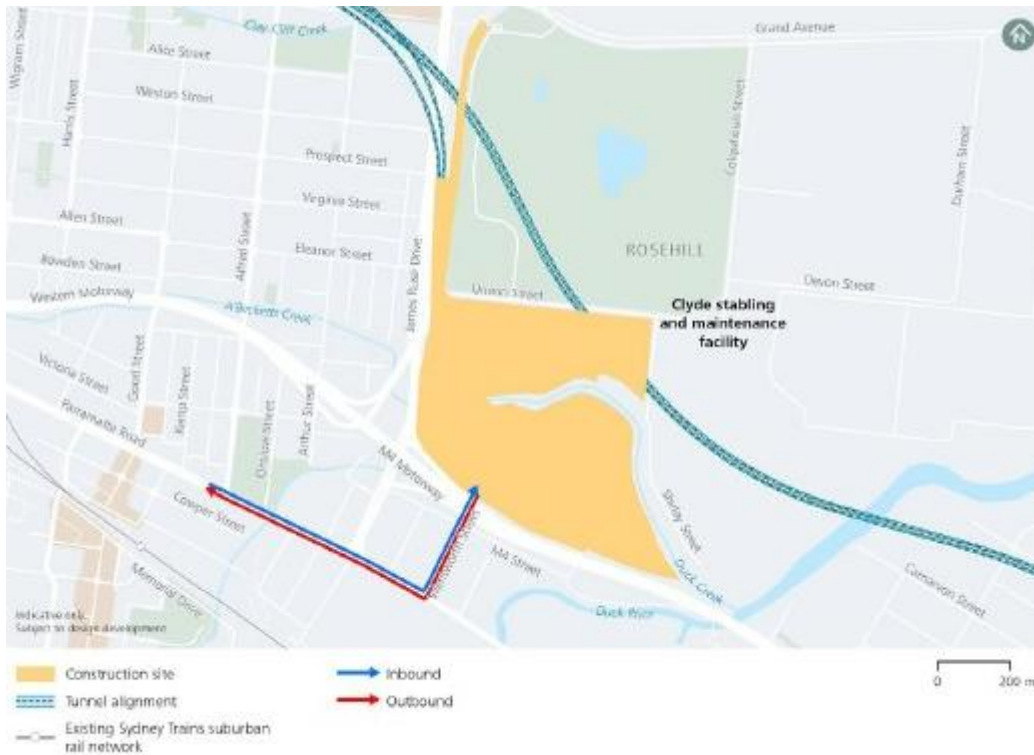 Clay Cliff Creek
Grand Avenue
Wigram Street
Alice Street
Harris Street
Weston Street
Colquhoun Street
Durham Street
Prospect Street
Virginia Street
Allen Street
Alfred Street
Eleanor Street
James Ruse Drive
ROSEHILL
Bowden Street
Western Motorway
A'Becketts Creek
Unwin Street
Devon Street
Clyde stabling
and maintenance
facility
Victoria Street
Good Street
Parramatta Road
Onslow Street
Arthur Street
M4 Motorway
Cowper Street
Shirley Street
M4 Street
Duck Creek
Memorial Drive
Duck River
Carnarvon Street
Indicative only.
Subject to design development
Construction site
Inbound
0
200 m
Tunnel alignment
Outbound
Existing Sydney Trains suburban
rail network